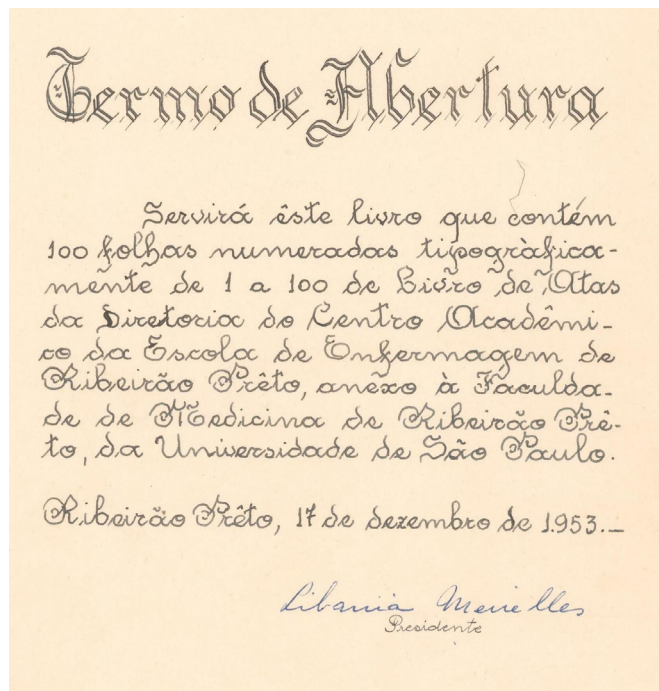 Termo de Abertura
Servirá êste livro que contém
100 folhas numeradas tipogràfica-
mente de 1 a 100 de Livro de Atas
da Diretoria do Centro Acadêmi-
co da Escola de Enfermagem de
Ribeirão Prêto, anéxo à Faculda-
de de Medicina de Ribeirão Prê-
to, da Universidade de São Paulo.
Ribeirão Prêto, 17 de dezembro de 1.953.—
Libania
Presidente